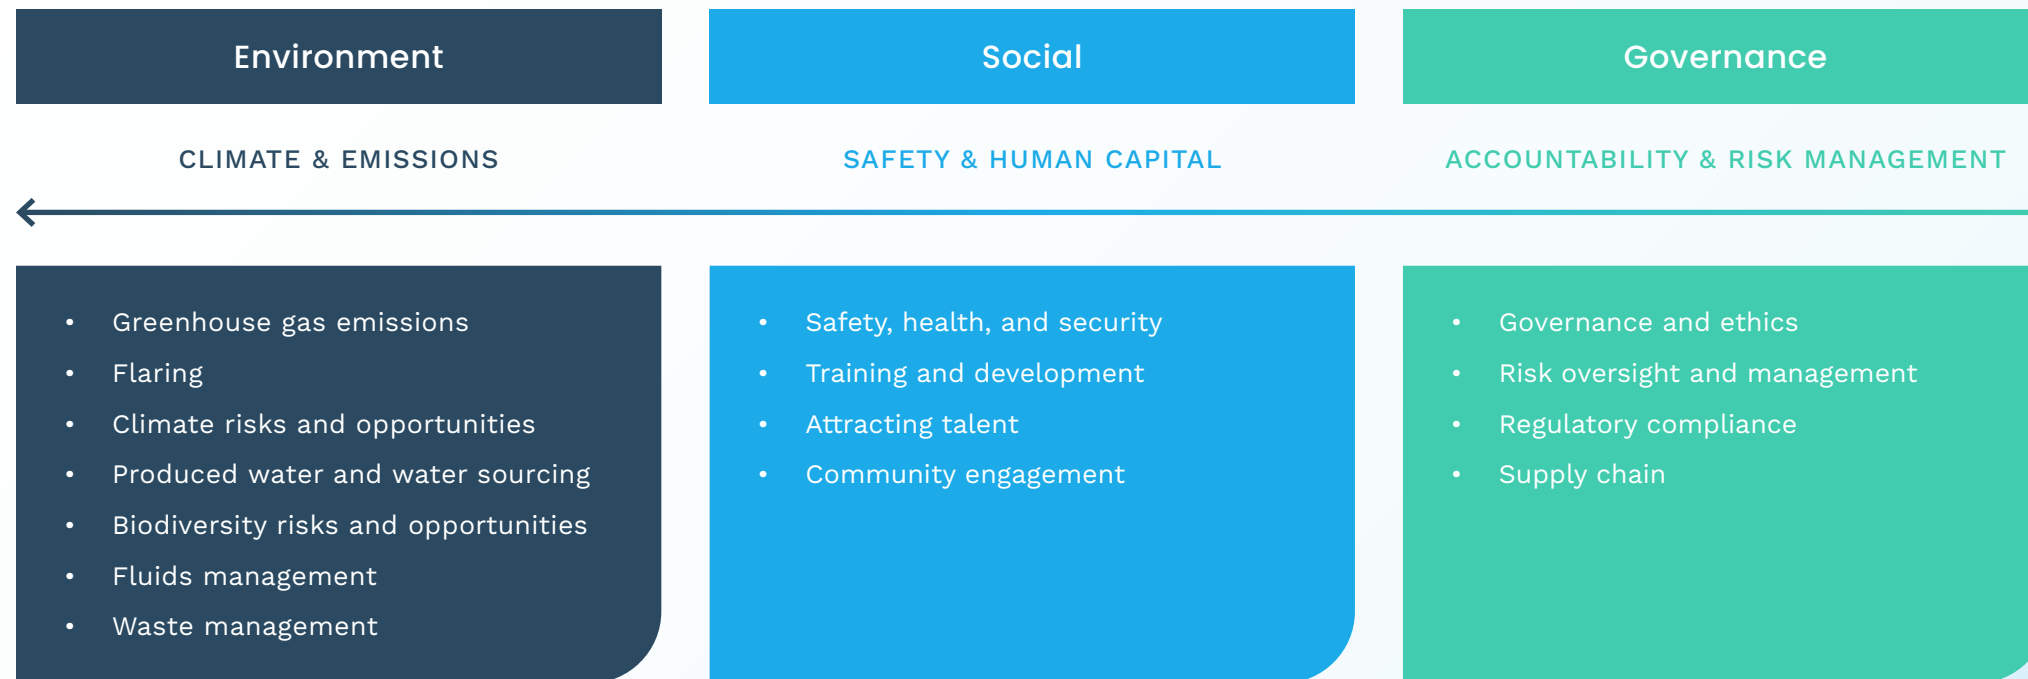 Environment
Social
Governance
CLIMATE & EMISSIONS
SAFETY & HUMAN CAPITAL
ACCOUNTABILITY & RISK MANAGEMENT
• Greenhouse gas emissions
• Flaring
• Climate risks and opportunities
• Produced water and water sourcing
• Biodiversity risks and opportunities
• Fluids management
• Waste management
• Safety, health, and security
• Training and development
• Attracting talent
• Community engagement
• Governance and ethics
• Risk oversight and management
• Regulatory compliance
• Supply chain